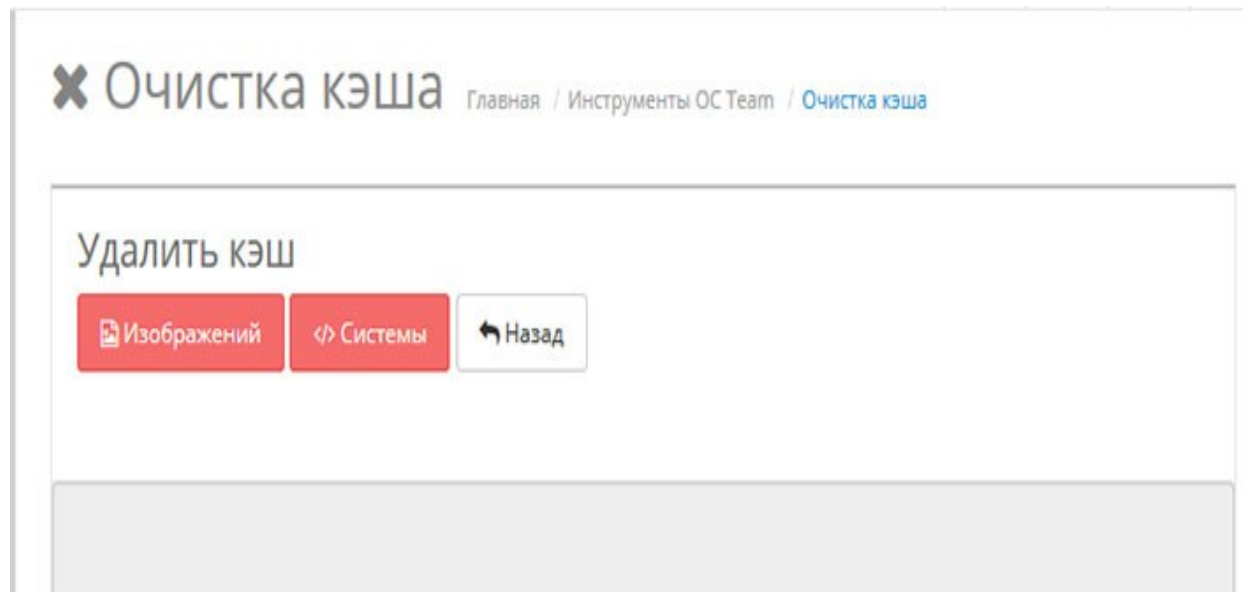 Очистка кэша Главная / Инструменты OC Team / Очистка кэша
Удалить кэш
Изображений </> Системы Назад